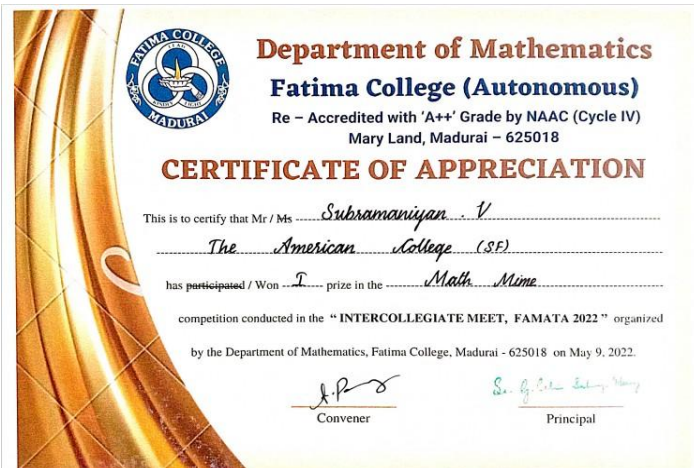 FATIMA COLLEGE
LEAD
KINDLY LIGHT
MADURAI
Department of Mathematics
Fatima College (Autonomous)
Re – Accredited with ‘A++’ Grade by NAAC (Cycle IV)
Mary Land, Madurai – 625018
CERTIFICATE OF APPRECIATION
This is to certify that Mr / Ms Subramaniyan . V
The American College (SF)
has participated / Won I prize in the Math Mime
competition conducted in the “ INTERCOLLEGIATE MEET, FAMATA 2022 ” organized
by the Department of Mathematics, Fatima College, Madurai - 625018 on May 9, 2022.
Convener
Principal